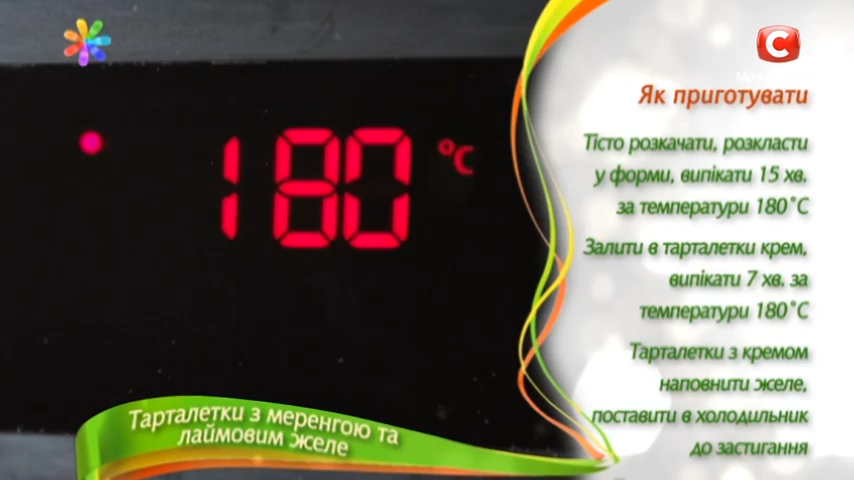 180 °C
C
Як приготувати
Тісто розкачати, розкласти
у форми, випікати 15 хв.
за температури 180°С
Залити в тарталетки крем,
випікати 7 хв. за
температури 180°С
Тарталетки з кремом
наповнити желе,
поставити в холодильник
до застигання
Тарталетки з меренгою та
лаймовим желе